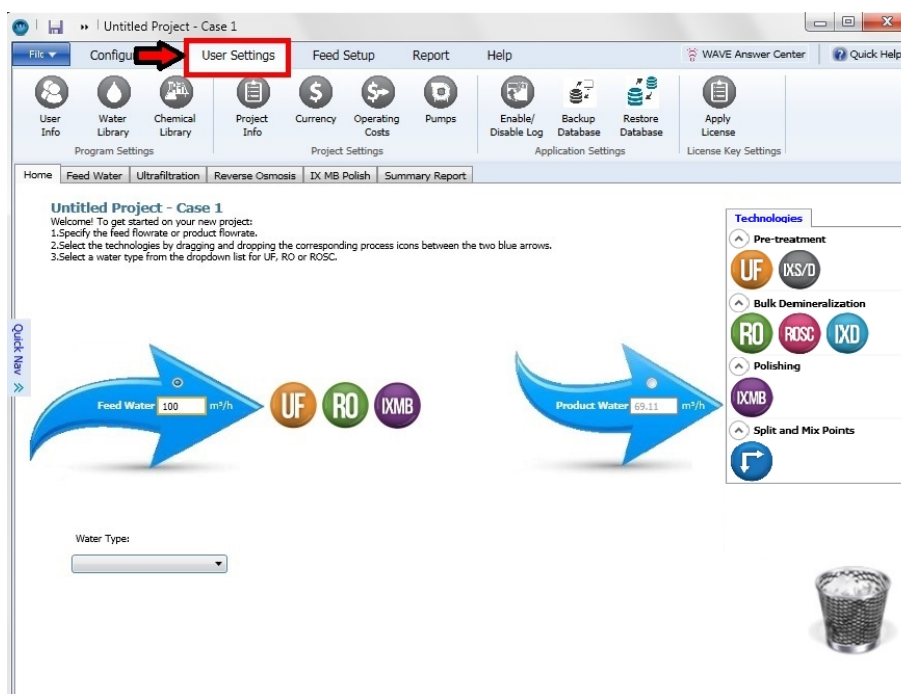 Untitled Project - Case 1
File
User Settings
Feed Setup
Report
Help
WAVE Answer Center
Quick Help
User Info
Water Library
Chemical Library
Project Info
Currency
Operating Costs
Pumps
Enable/ Disable Log
Backup Database
Restore Database
Apply License
Program Settings
Project Settings
Application Settings
License Key Settings
Home
Feed Water
Ultrafiltration
Reverse Osmosis
IX MB Polish
Summary Report
Untitled Project - Case 1
Welcome! To get started on your new project:
1.Specify the feed flowrate or product flowrate.
2.Select the technologies by dragging and dropping the corresponding process icons between the two blue arrows.
3.Select a water type from the dropdown list for UF, RO or ROSC.
Technologies
Pre-treatment
UF
IXS/D
Bulk Demineralization
RO
ROSC
IXD
Polishing
IXMB
Split and Mix Points
Quick Nav
Feed Water 100 m³/h
UF
RO
IXMB
Product Water 69.11 m³/h
Water Type: